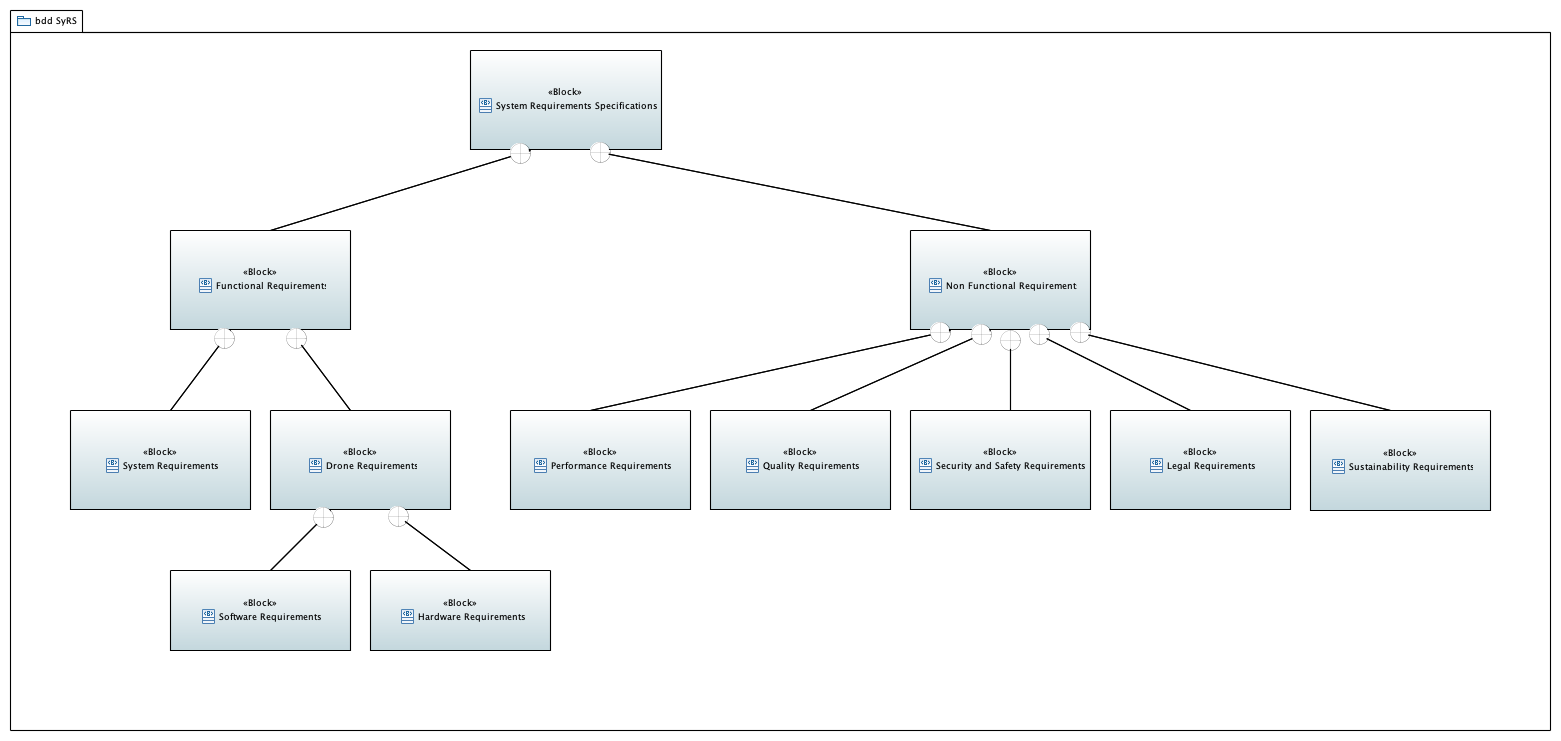 bdd SyRS
«Block»
System Requirements Specifications
«Block»
Functional Requirements
«Block»
Non Functional Requirement
«Block»
System Requirements
«Block»
Drone Requirements
«Block»
Performance Requirements
«Block»
Quality Requirements
«Block»
Security and Safety Requirements
«Block»
Legal Requirements
«Block»
Sustainability Requirements
«Block»
Software Requirements
«Block»
Hardware Requirements